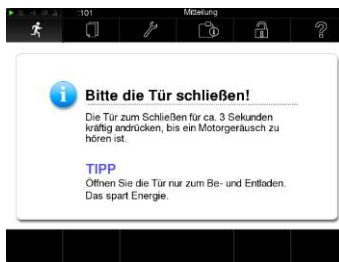 :101 Mitteilung
Bitte die Tür schließen!
Die Tür zum Schließen für ca. 3 Sekunden
kräftig andrücken, bis ein Motorgeräusch zu
hören ist.
TIPP
Öffnen Sie die Tür nur zum Be- und Entladen.
Das spart Energie.